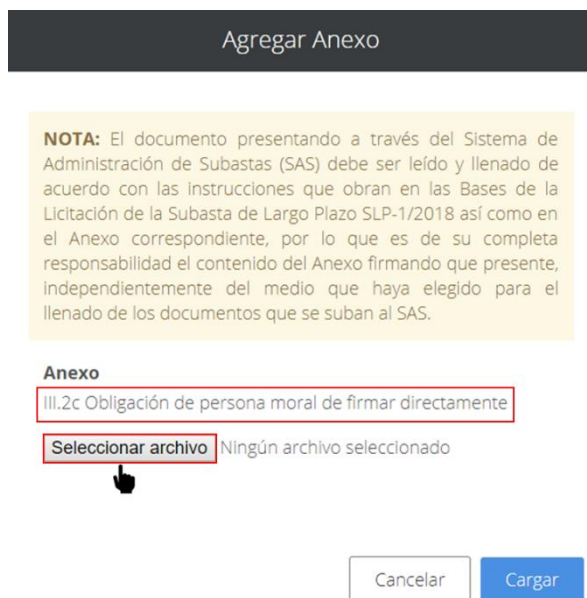 Agregar Anexo
NOTA: El documento presentando a través del Sistema de
Administración de Subastas (SAS) debe ser leído y llenado de
acuerdo con las instrucciones que obran en las Bases de la
Licitación de la Subasta de Largo Plazo SLP-1/2018 así como en
el Anexo correspondiente, por lo que es de su completa
responsabilidad el contenido del Anexo firmando que presente,
independientemente del medio que haya elegido para el
llenado de los documentos que se suban al SAS.
Anexo
III.2c Obligación de persona moral de firmar directamente
Seleccionar archivo Ningún archivo seleccionado
Cancelar Cargar